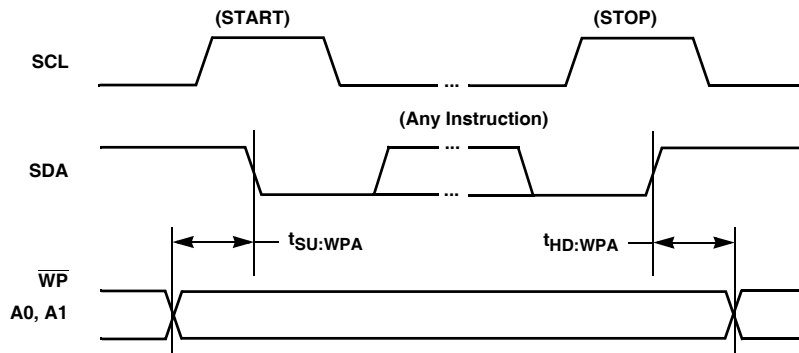 (START) (STOP)
SCL
...
(Any Instruction)
SDA
...
...
tSU:WPA tHD:WPA
WP
A0, A1